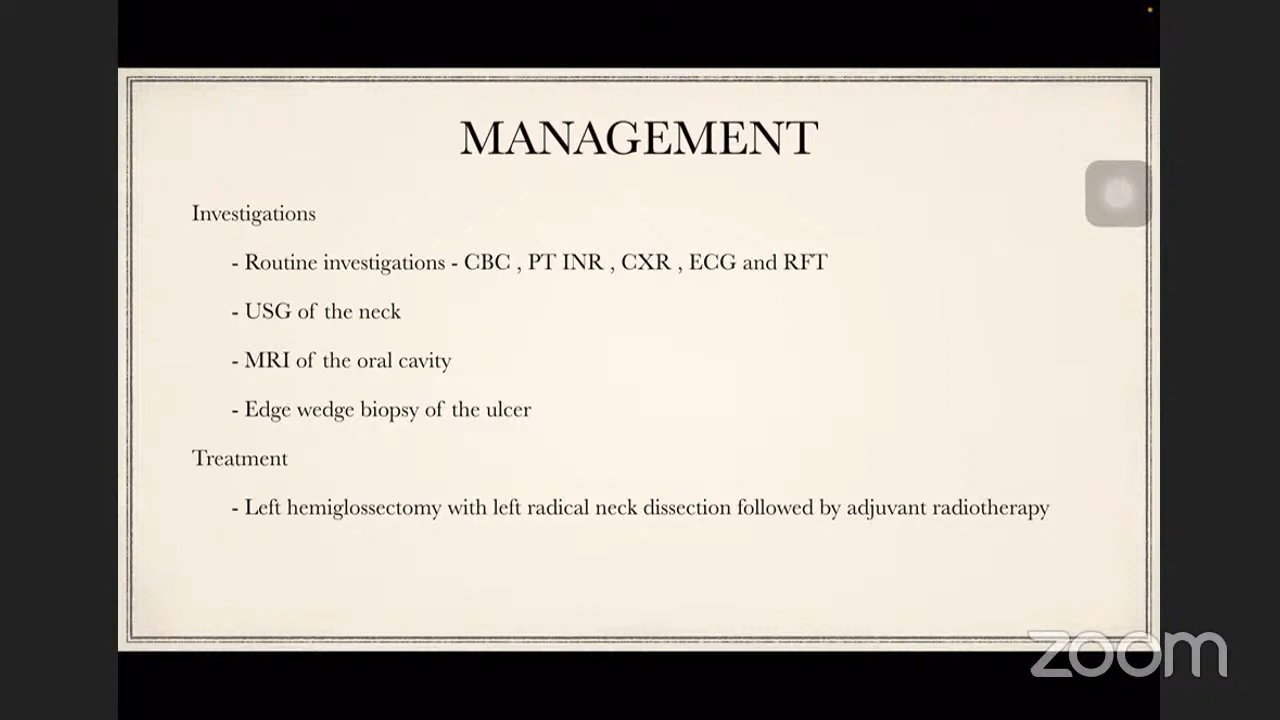 MANAGEMENT
Investigations
- Routine investigations - CBC , PT INR , CXR , ECG and RFT
- USG of the neck
- MRI of the oral cavity
- Edge wedge biopsy of the ulcer
Treatment
- Left hemiglossectomy with left radical neck dissection followed by adjuvant radiotherapy
zoom